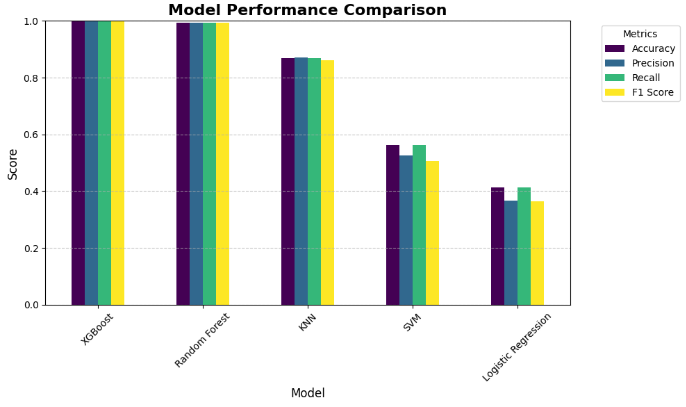 Model Performance Comparison
Metrics
Accuracy
Precision
Recall
F1 Score
Score
1.0
0.8
0.6
0.4
0.2
0.0
XGBoost
Random Forest
KNN
SVM
Logistic Regression
Model